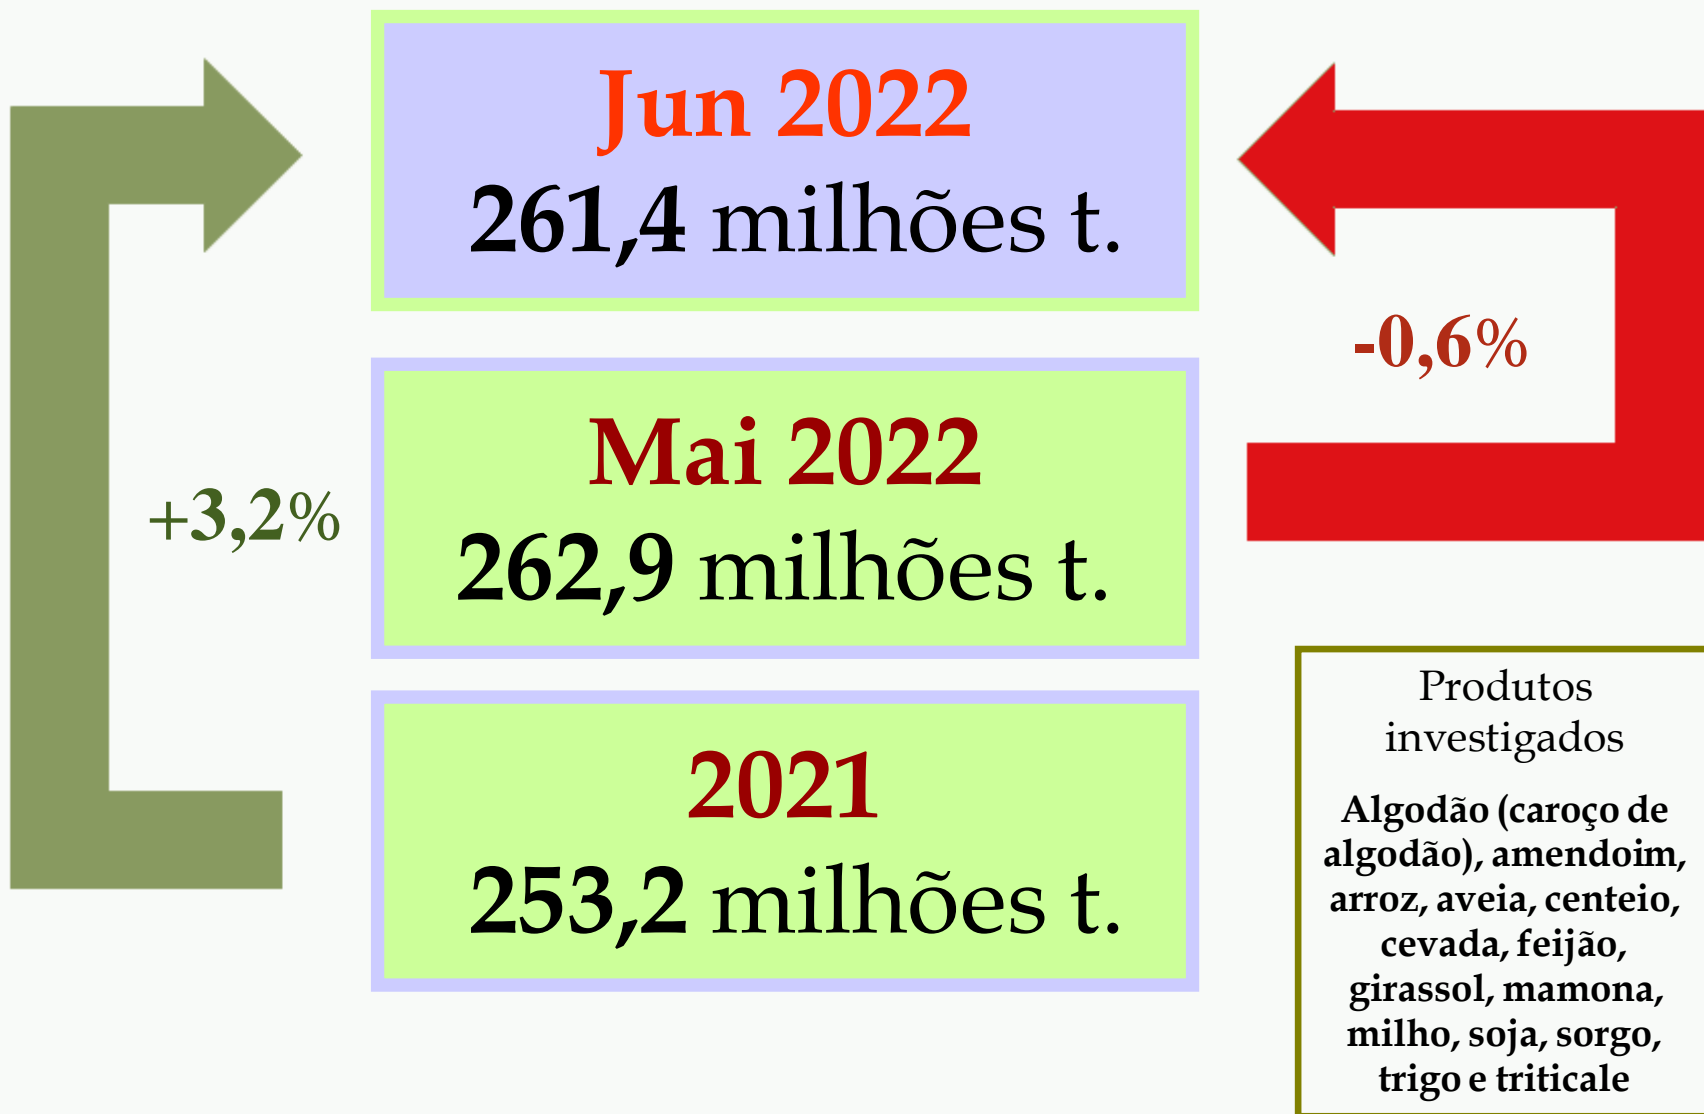 Jun 2022
261,4 milhões t.
-0,6%
Mai 2022
262,9 milhões t.
+3,2%
2021
253,2 milhões t.
Produtos
investigados
Algodão (caroço de
algodão), amendoim,
arroz, aveia, centeio,
cevada, feijão,
girassol, mamona,
milho, soja, sorgo,
trigo e triticale